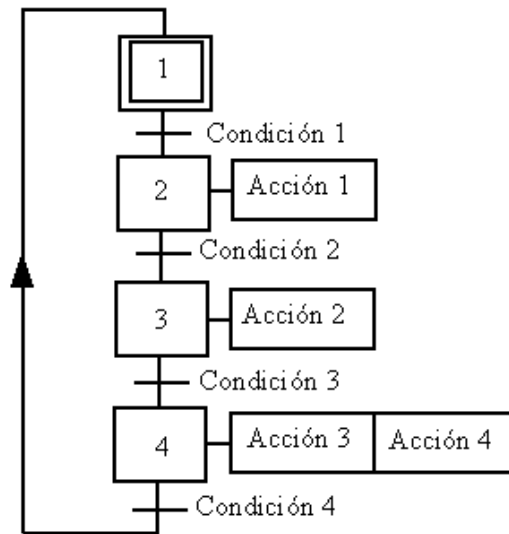 1
Condición 1
2 Acción 1
Condición 2
3 Acción 2
Condición 3
4 Acción 3 Acción 4
Condición 4